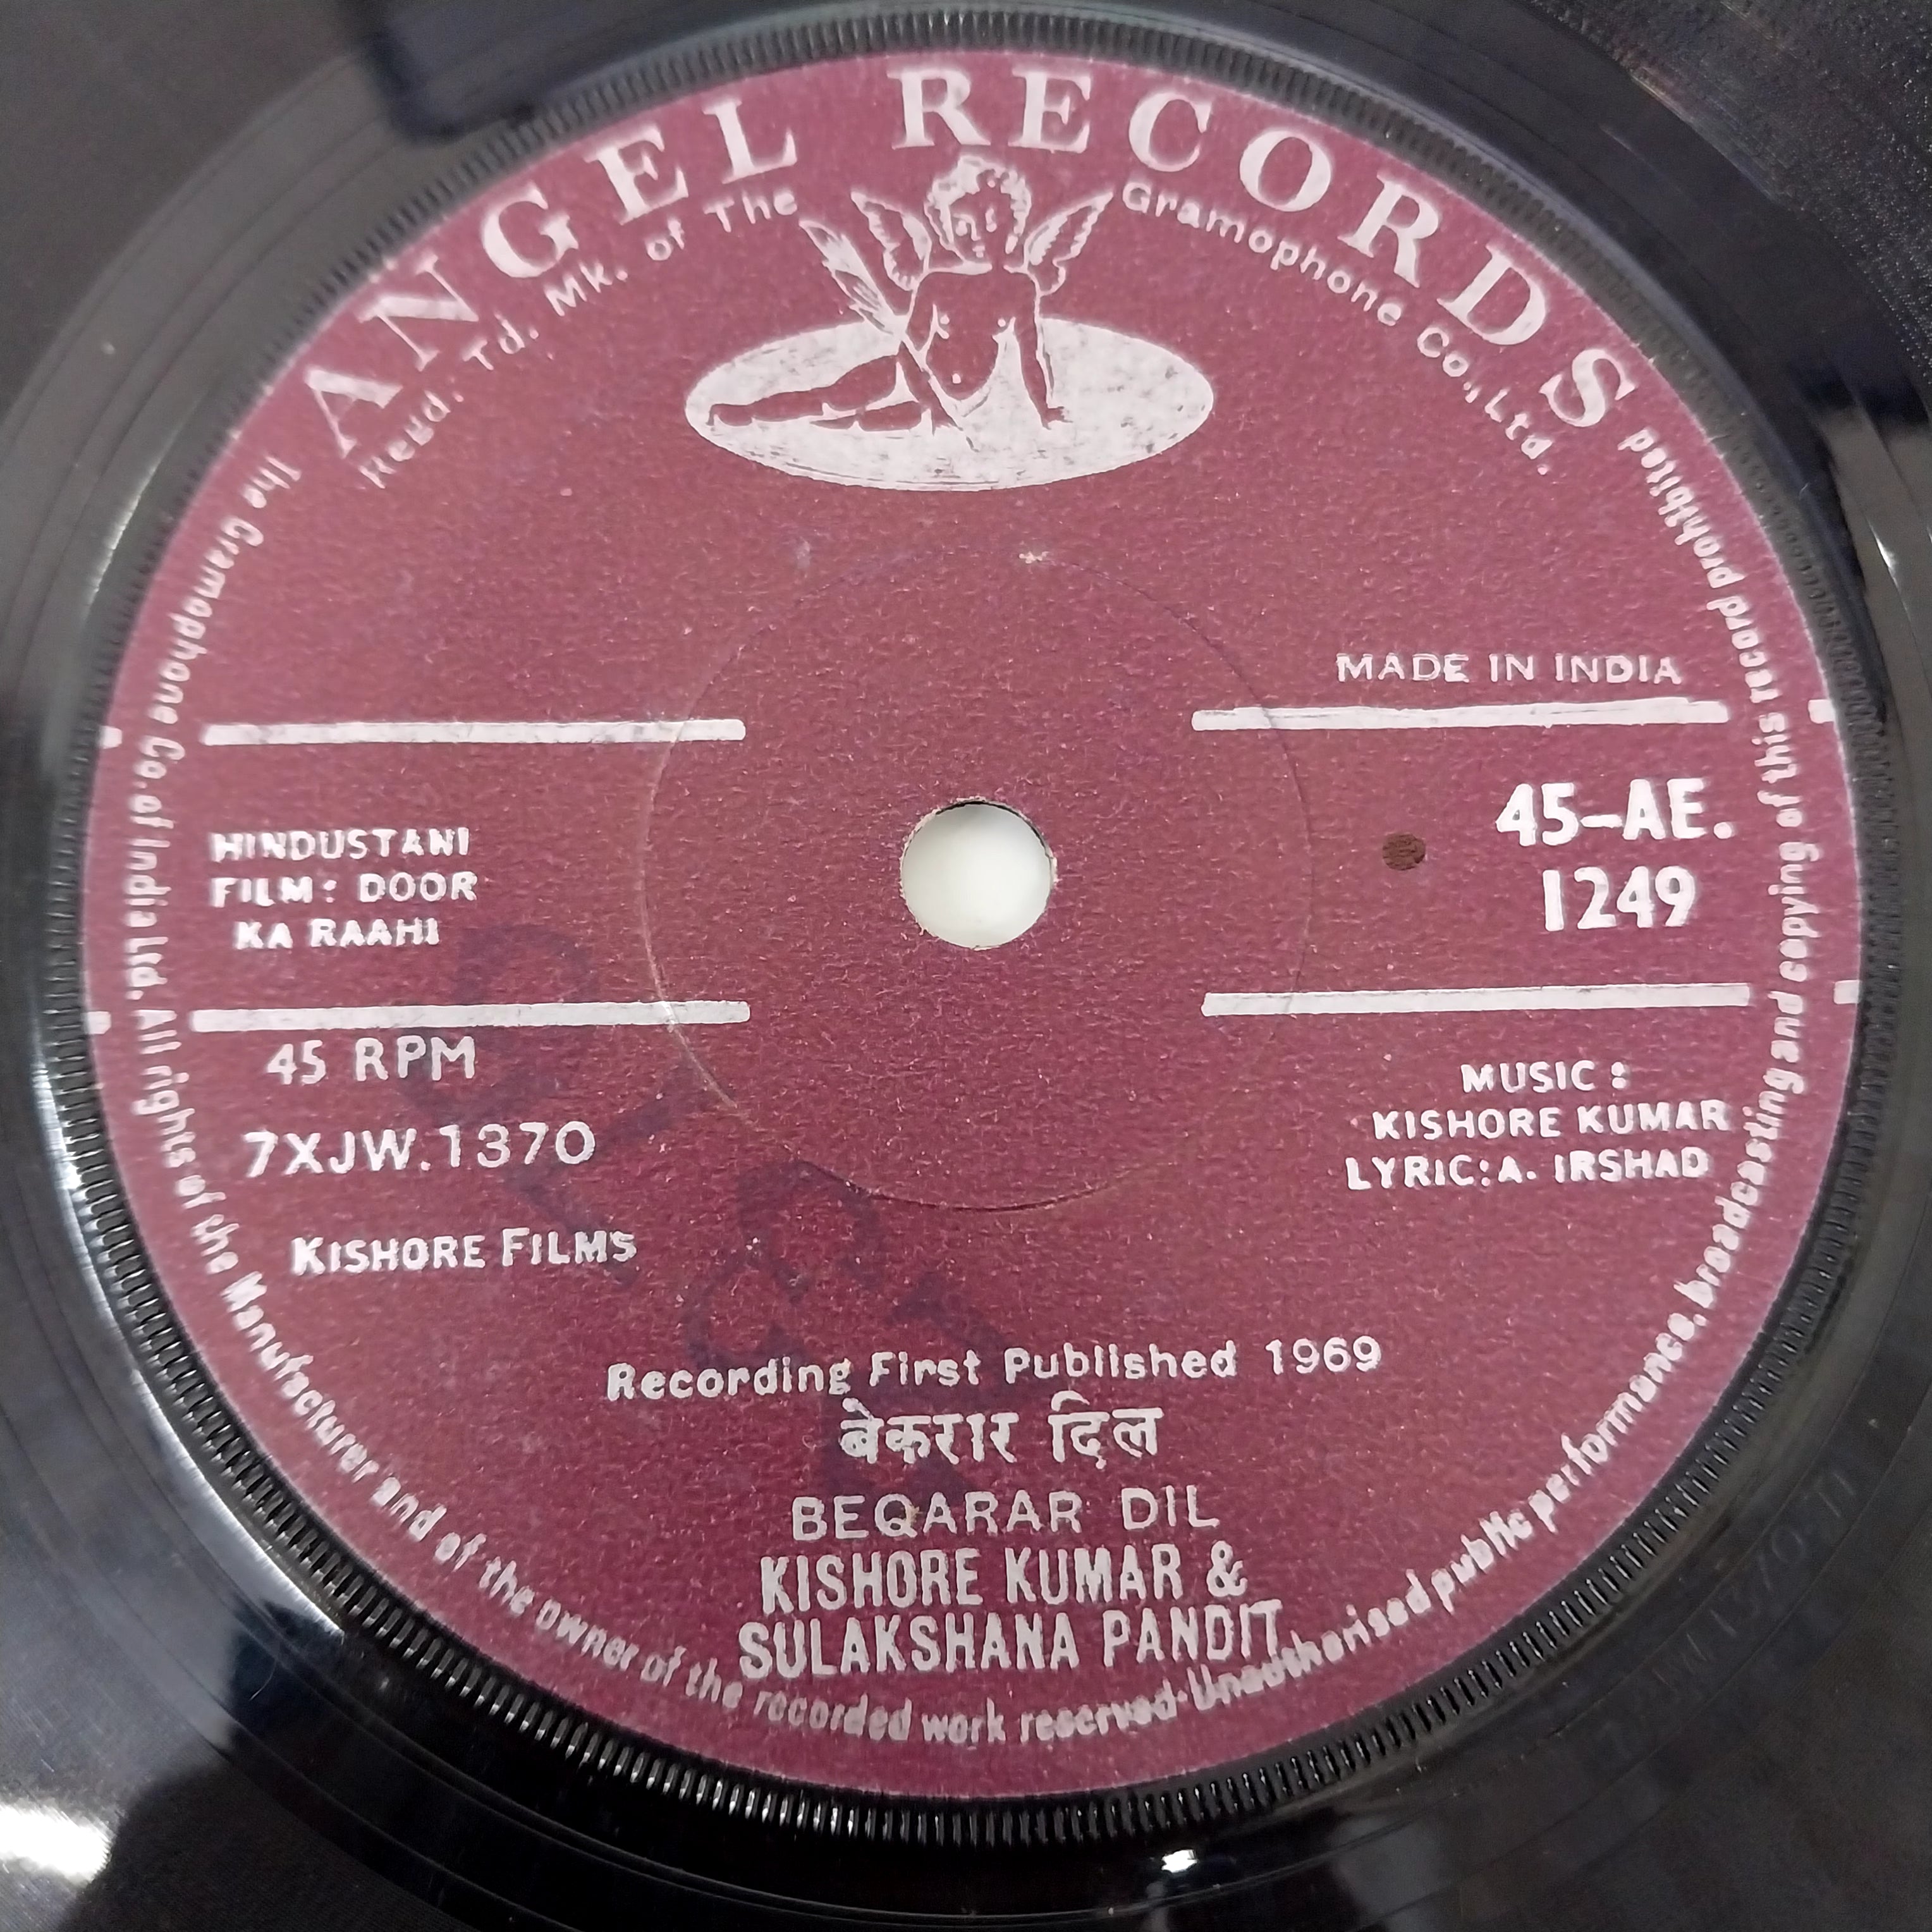 ANGEL RECORDS
Regd. Td. Mk. of The Gramophone Co., Ltd.
MADE IN INDIA
HINDUSTANI
FILM: DOOR
KA RAAHI
45-AE.
1249
45 RPM
7XJW.1370
KISHORE FILMS
MUSIC :
KISHORE KUMAR
LYRIC: A. IRSHAD
Recording First Published 1969
बेकरार दिल
BEQARAR DIL
KISHORE KUMAR &
SULAKSHANA PANDIT
The Gramophone Co. of India Ltd. All rights of the Manufacturer and of the owner of the recorded work reserved-Unauthorised public performance, broadcasting and copying of this record prohibited